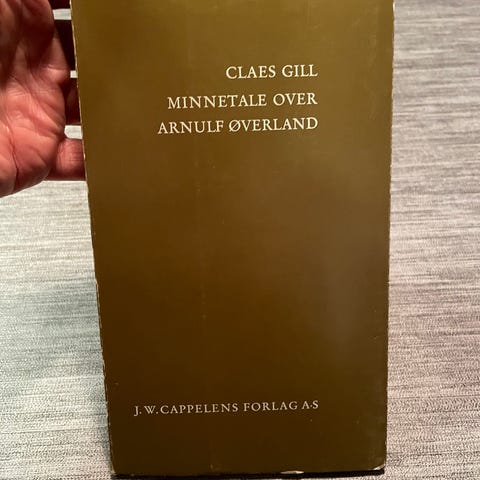 CLAES GILL
MINNETALE OVER
ARNULF ØVERLAND
J. W. CAPPELENS FORLAG A·S